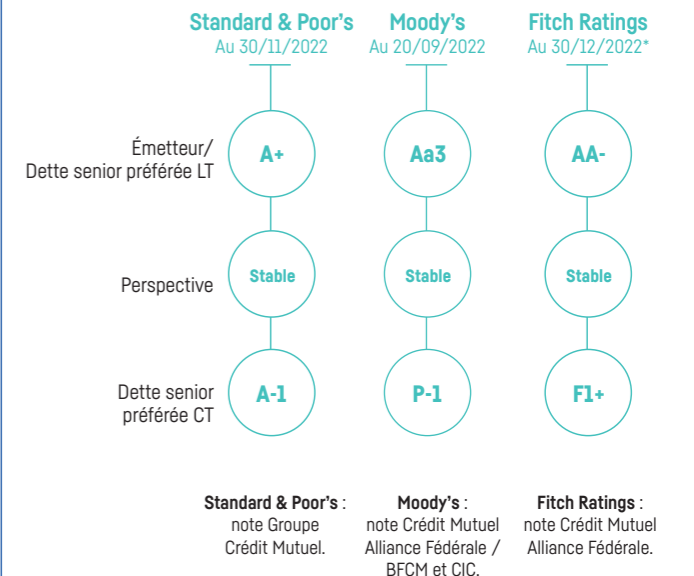 Standard & Poor's
Au 30/11/2022
Moody's
Au 20/09/2022
Fitch Ratings
Au 30/12/2022*
Émetteur/
Dette senior préférée LT
A+
Aa3
AA-
Perspective
Stable
Stable
Stable
Dette senior
préférée CT
A-1
P-1
F1+
Standard & Poor's :
note Groupe
Crédit Mutuel.
Moody's :
note Crédit Mutuel
Alliance Fédérale /
BFCM et CIC.
Fitch Ratings :
note Crédit Mutuel
Alliance Fédérale.